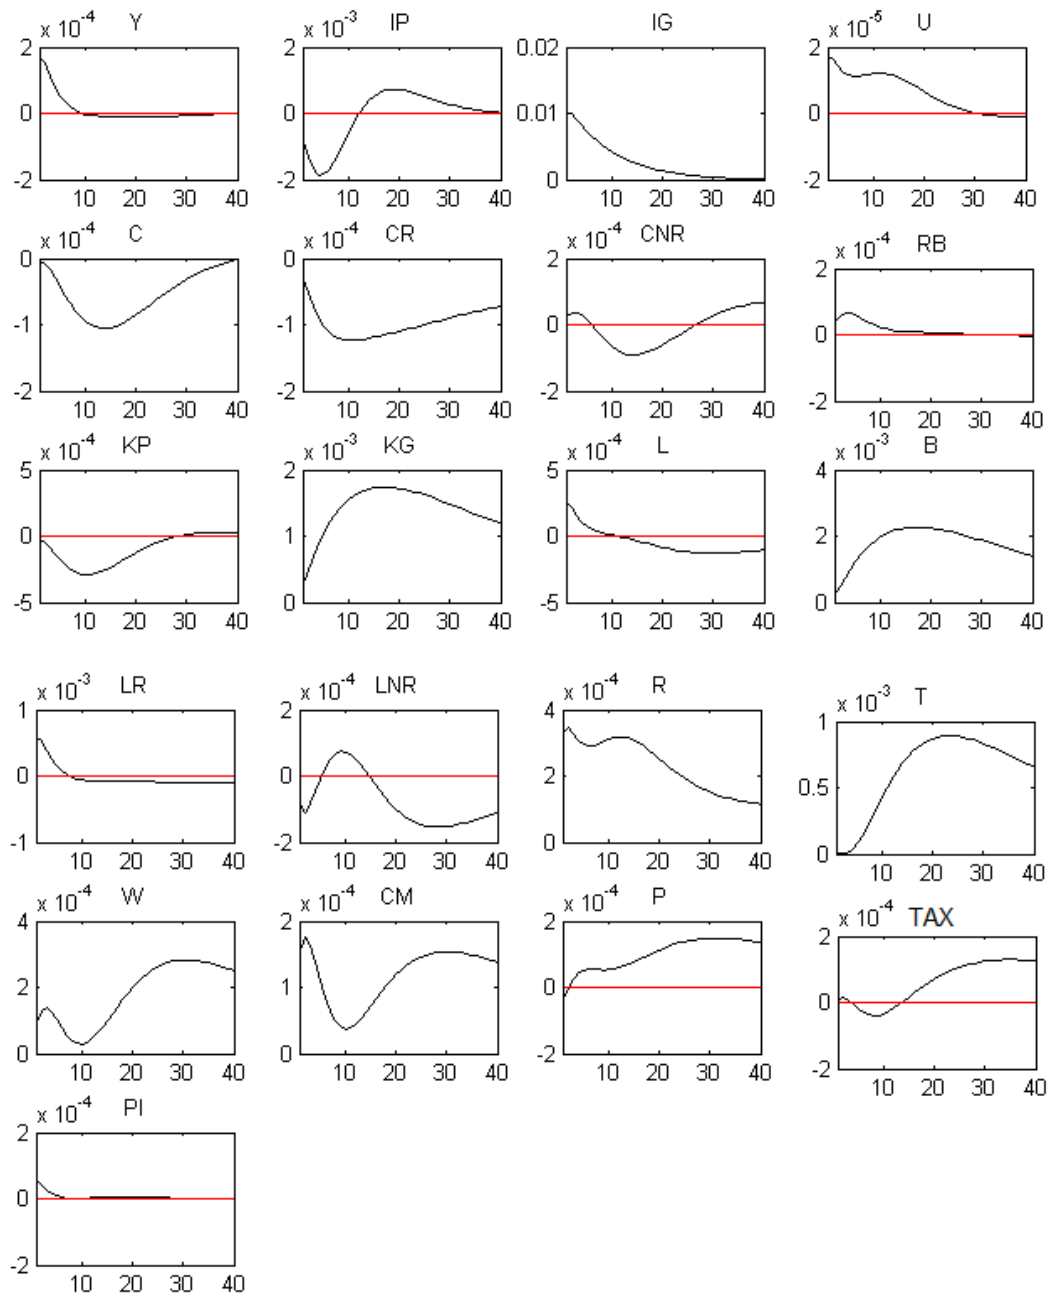 x 10^-4 Y x 10^-3 IP IG x 10^-5 U
2 2 0.02 2
0 0 0.01 0
-2 -2 0 -2
10 20 30 40 10 20 30 40 10 20 30 40 10 20 30 40
x 10^-4 C x 10^-4 CR x 10^-4 CNR x 10^-4 RB
0 0 2 2
-1 -1 0 0
-2 -2 -2 -2
10 20 30 40 10 20 30 40 10 20 30 40 10 20 30 40
x 10^-4 KP x 10^-3 KG x 10^-4 L x 10^-3 B
5 2 5 4
0 1 0 2
-5 0 -5 0
10 20 30 40 10 20 30 40 10 20 30 40 10 20 30 40
x 10^-3 LR x 10^-4 LNR x 10^-4 R x 10^-3 T
1 2 4 1
0 0 2 0.5
-1 -2 0 0
10 20 30 40 10 20 30 40 10 20 30 40 10 20 30 40
x 10^-4 W x 10^-4 CM x 10^-4 P x 10^-4 TAX
4 2 2 2
2 1 0 0
0 0 -2 -2
10 20 30 40 10 20 30 40 10 20 30 40 10 20 30 40
x 10^-4 PI
2
0
-2
10 20 30 40